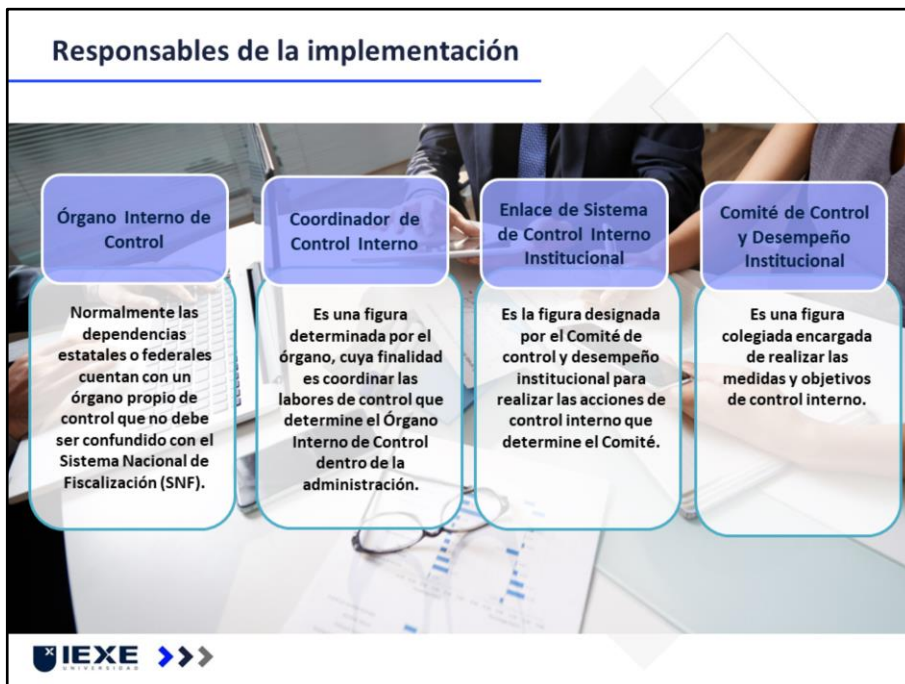 Responsables de la implementación
Órgano Interno de
Control
Normalmente las
dependencias
estatales o federales
cuentan con un
órgano propio de
control que no debe
ser confundido con el
Sistema Nacional de
Fiscalización (SNF).
Coordinador de
Control Interno
Es una figura
determinada por el
órgano, cuya finalidad
es coordinar las
labores de control que
determine el Órgano
Interno de Control
dentro de la
administración.
Enlace de Sistema
de Control Interno
Institucional
Es la figura designada
por el Comité de
control y desempeño
institucional para
realizar las acciones de
control interno que
determine el Comité.
Comité de Control
y Desempeño
Institucional
Es una figura
colegiada encargada
de realizar las
medidas y objetivos
de control interno.
IEXE
UNIVERSIDAD